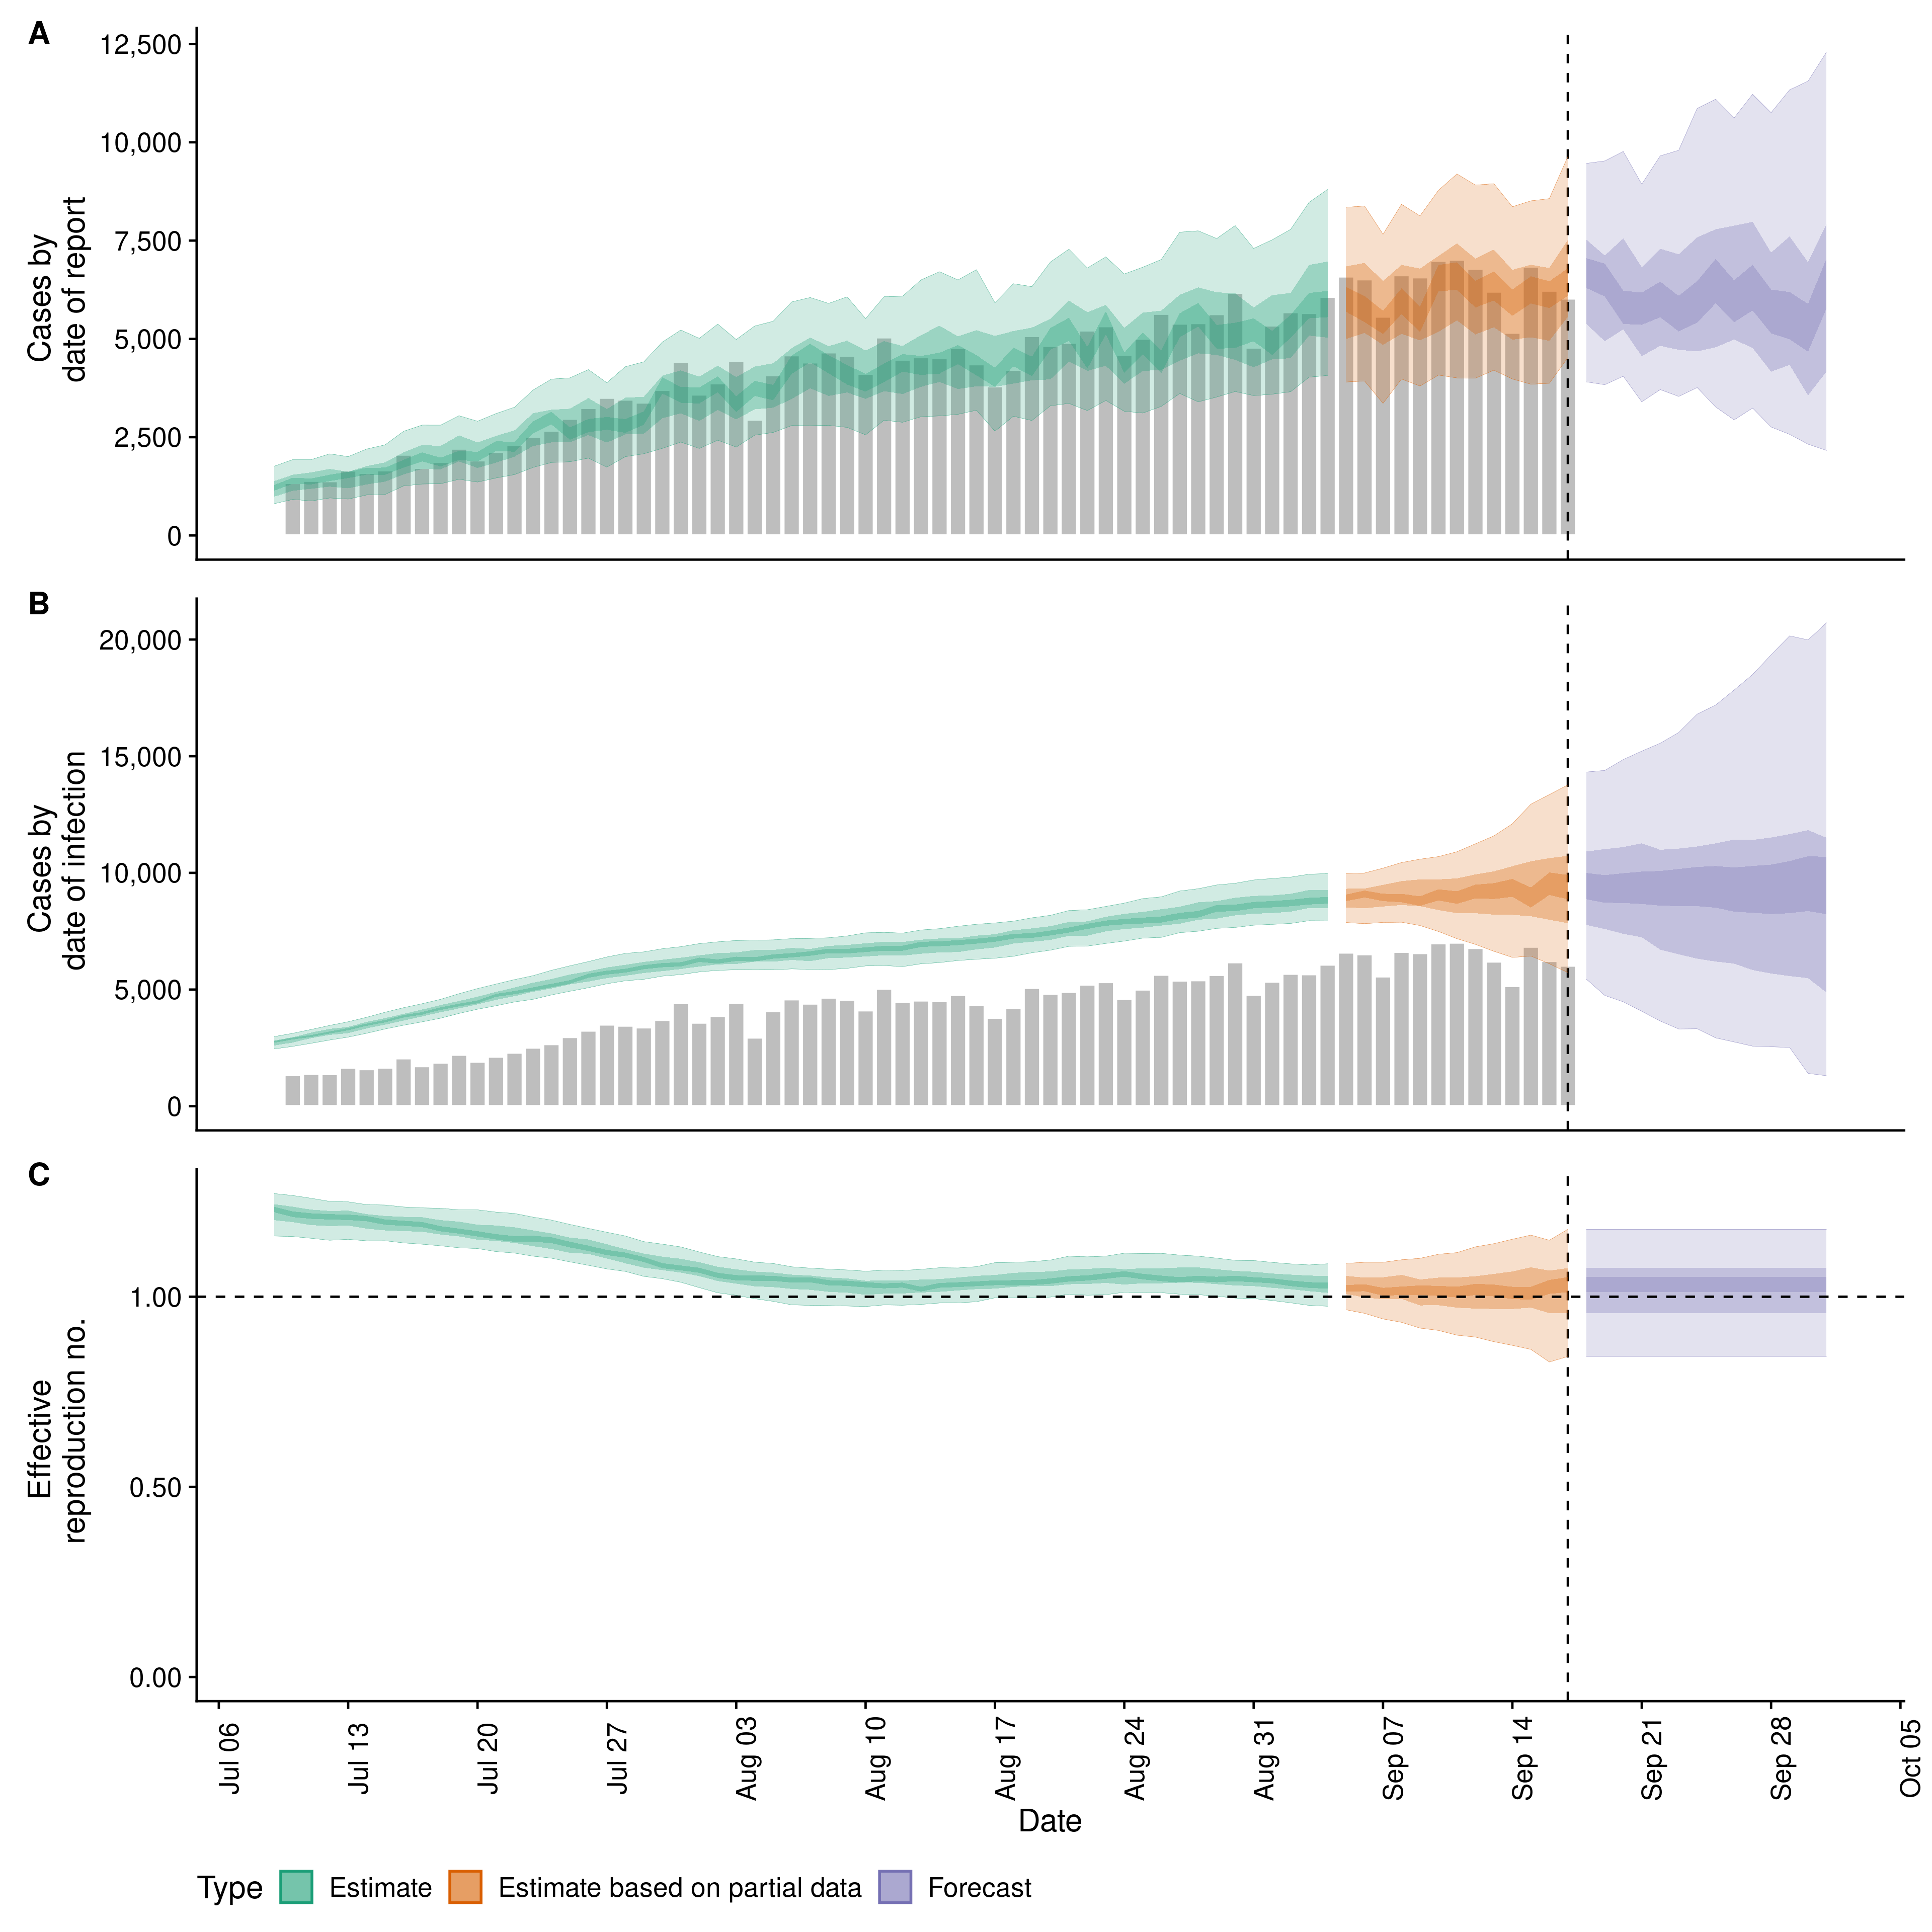 A
Cases by
date of report
12,500
10,000
7,500
5,000
2,500
0
B
Cases by
date of infection
20,000
15,000
10,000
5,000
0
C
Effective
reproduction no.
1.00
0.50
0.00
Jul 06
Jul 13
Jul 20
Jul 27
Aug 03
Aug 10
Aug 17
Aug 24
Aug 31
Sep 07
Sep 14
Sep 21
Sep 28
Oct 05
Date
Type Estimate Estimate based on partial data Forecast